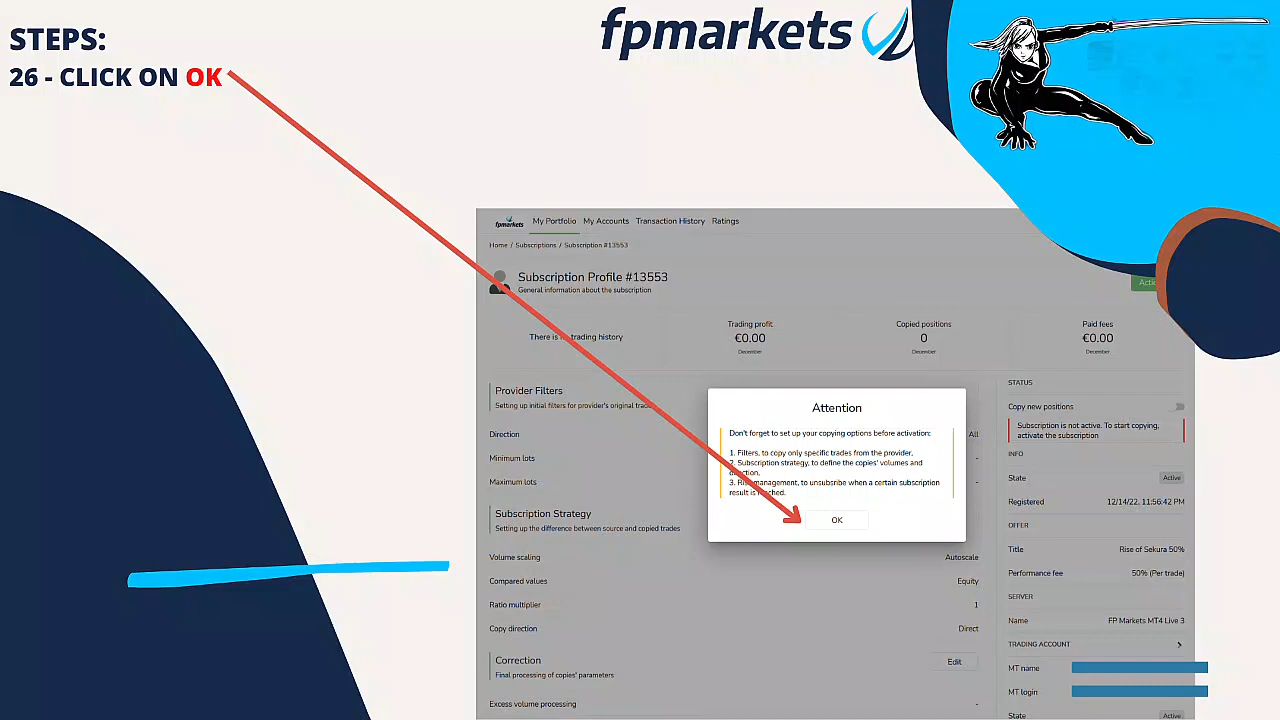 STEPS:
26 - CLICK ON OK
fpmarkets
fpmarkets
My Portfolio My Accounts Transaction History Ratings
Home / Subscriptions / Subscription #13553
Subscription Profile #13553
General information about the subscription
There is no trading history
Trading profit
€0.00
December
Copied positions
0
December
Paid fees
€0.00
December
Provider Filters
Setting up initial filters for provider's original
Direction All
Minimum lots -
Maximum lots -
Subscription Strategy
Setting up the difference between source and copied trades
Volume scaling Autoscale
Compared values Equity
Ratio multiplier 1
Copy direction Direct
Correction Edit
Final processing of copies' parameters
Excess volume processing -
Attention
Don't forget to set up your copying options before activation:
1. Filters, to copy only specific trades from the provider,
2. Subscription strategy, to define the copies' volumes and
direction,
3. Risk management, to unsubsribe when a certain subscription
result is reached.
OK
STATUS
Copy new positions
Subscription is not active. To start copying,
activate the subscription
INFO
State Active
Registered 12/14/22, 11:56:42 PM
OFFER
Title Rise of Sekura 50%
Performance fee 50% (Per trade)
SERVER
Name FP Markets MT4 Live 3
TRADING ACCOUNT
MT name
MT login
State Active